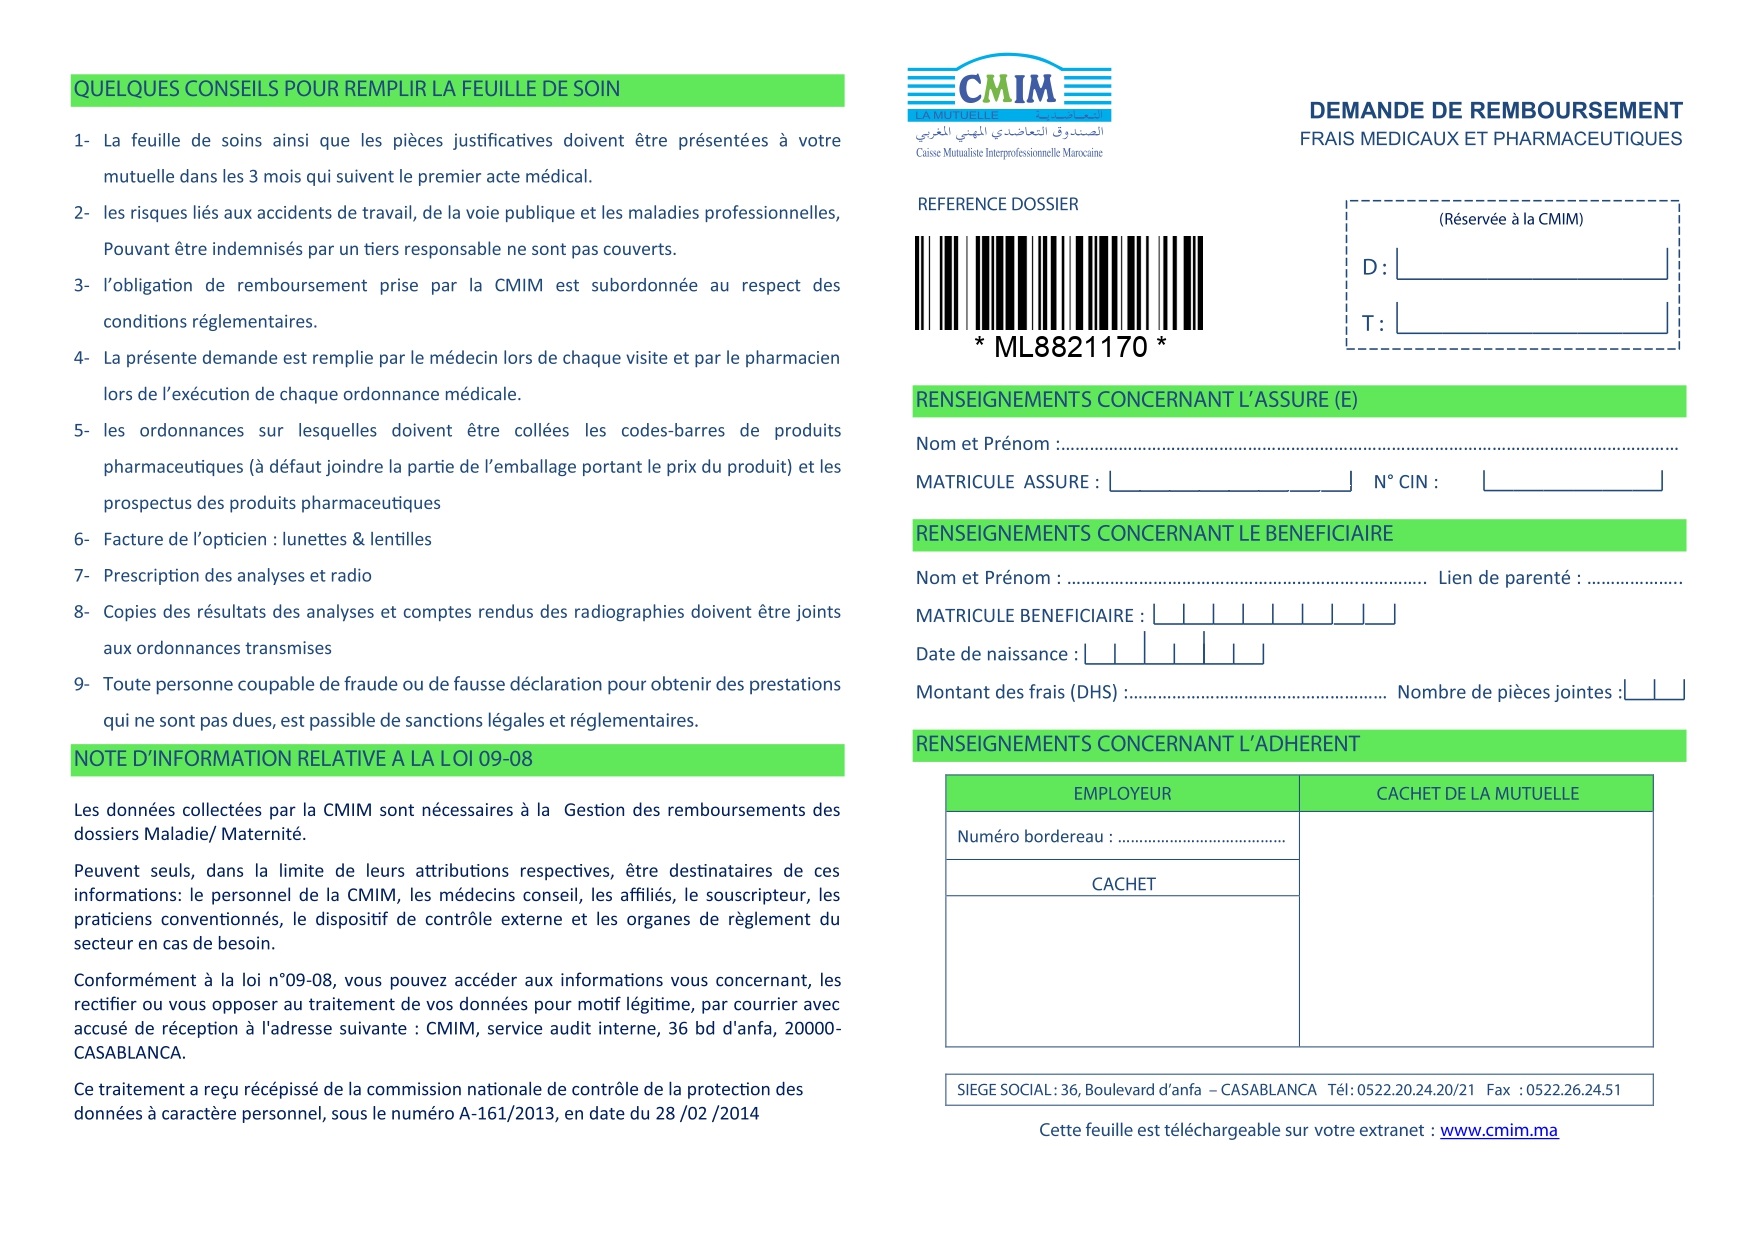 QUELQUES CONSEILS POUR REMPLIR LA FEUILLE DE SOIN
1- La feuille de soins ainsi que les pièces justificatives doivent être présentées à votre
mutuelle dans les 3 mois qui suivent le premier acte médical.
2- les risques liés aux accidents de travail, de la voie publique et les maladies professionnelles,
Pouvant être indemnisés par un tiers responsable ne sont pas couverts.
3- l’obligation de remboursement prise par la CMIM est subordonnée au respect des
conditions réglementaires.
4- La présente demande est remplie par le médecin lors de chaque visite et par le pharmacien
lors de l’exécution de chaque ordonnance médicale.
5- les ordonnances sur lesquelles doivent être collées les codes-barres de produits
pharmaceutiques (à défaut joindre la partie de l’emballage portant le prix du produit) et les
prospectus des produits pharmaceutiques
6- Facture de l’opticien : lunettes & lentilles
7- Prescription des analyses et radio
8- Copies des résultats des analyses et comptes rendus des radiographies doivent être joints
aux ordonnances transmises
9- Toute personne coupable de fraude ou de fausse déclaration pour obtenir des prestations
qui ne sont pas dues, est passible de sanctions légales et réglementaires.
NOTE D’INFORMATION RELATIVE A LA LOI 09-08
Les données collectées par la CMIM sont nécessaires à la Gestion des remboursements des
dossiers Maladie/ Maternité.
Peuvent seuls, dans la limite de leurs attributions respectives, être destinataires de ces
informations: le personnel de la CMIM, les médecins conseil, les affiliés, le souscripteur, les
praticiens conventionnés, le dispositif de contrôle externe et les organes de règlement du
secteur en cas de besoin.
Conformément à la loi n°09-08, vous pouvez accéder aux informations vous concernant, les
rectifier ou vous opposer au traitement de vos données pour motif légitime, par courrier avec
accusé de réception à l'adresse suivante : CMIM, service audit interne, 36 bd d'anfa, 20000-
CASABLANCA.
Ce traitement a reçu récépissé de la commission nationale de contrôle de la protection des
données à caractère personnel, sous le numéro A-161/2013, en date du 28 /02 /2014
CMIM
LA MUTUELLE التعاضدية
الصندوق التعاضدي المهني المغربي
Caisse Mutualiste Interprofessionnelle Marocaine
DEMANDE DE REMBOURSEMENT
FRAIS MEDICAUX ET PHARMACEUTIQUES
REFERENCE DOSSIER
* ML8821170 *
(Réservée à la CMIM)
D :
T :
RENSEIGNEMENTS CONCERNANT L’ASSURE (E)
Nom et Prénom :..........................................
MATRICULE ASSURE : N° CIN :
RENSEIGNEMENTS CONCERNANT LE BENEFICIAIRE
Nom et Prénom : .......................................... Lien de parenté : ....................
MATRICULE BENEFICIAIRE :
Date de naissance :
Montant des frais (DHS) :.......................................... Nombre de pièces jointes :
RENSEIGNEMENTS CONCERNANT L’ADHERENT
EMPLOYEUR CACHET DE LA MUTUELLE
Numéro bordereau : ..........................................
CACHET
SIEGE SOCIAL : 36, Boulevard d’anfa – CASABLANCA Tél : 0522.20.24.20/21 Fax : 0522.26.24.51
Cette feuille est téléchargeable sur votre extranet : www.cmim.ma